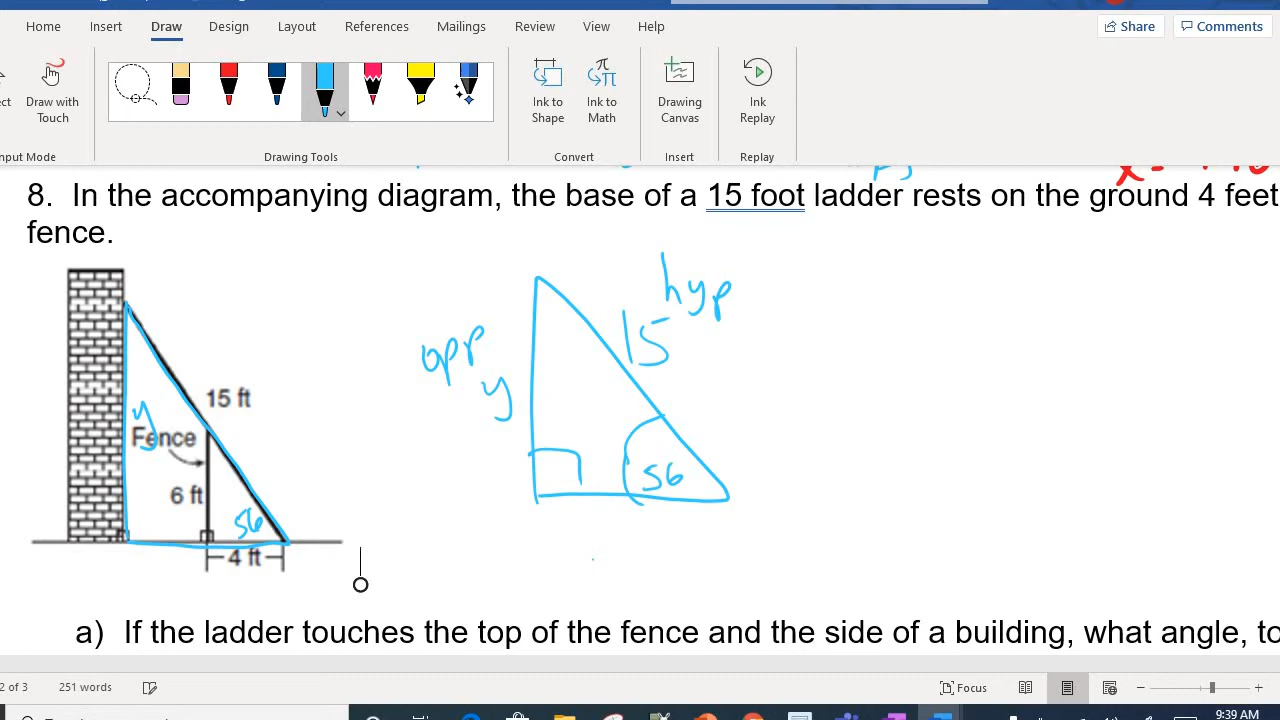 Home Insert Draw Design Layout References Mailings Review View Help Share Comments
Draw with Touch
Ink to Shape
Ink to Math
Drawing Canvas
Ink Replay
Drawing Tools Convert Insert Replay
8. In the accompanying diagram, the base of a 15 foot ladder rests on the ground 4 feet
fence.
hyp
15
opp
y
56
15 ft
y
Fence
6 ft
56
4 ft
a) If the ladder touches the top of the fence and the side of a building, what angle, to
2 of 3 251 words Focus
9:39 AM